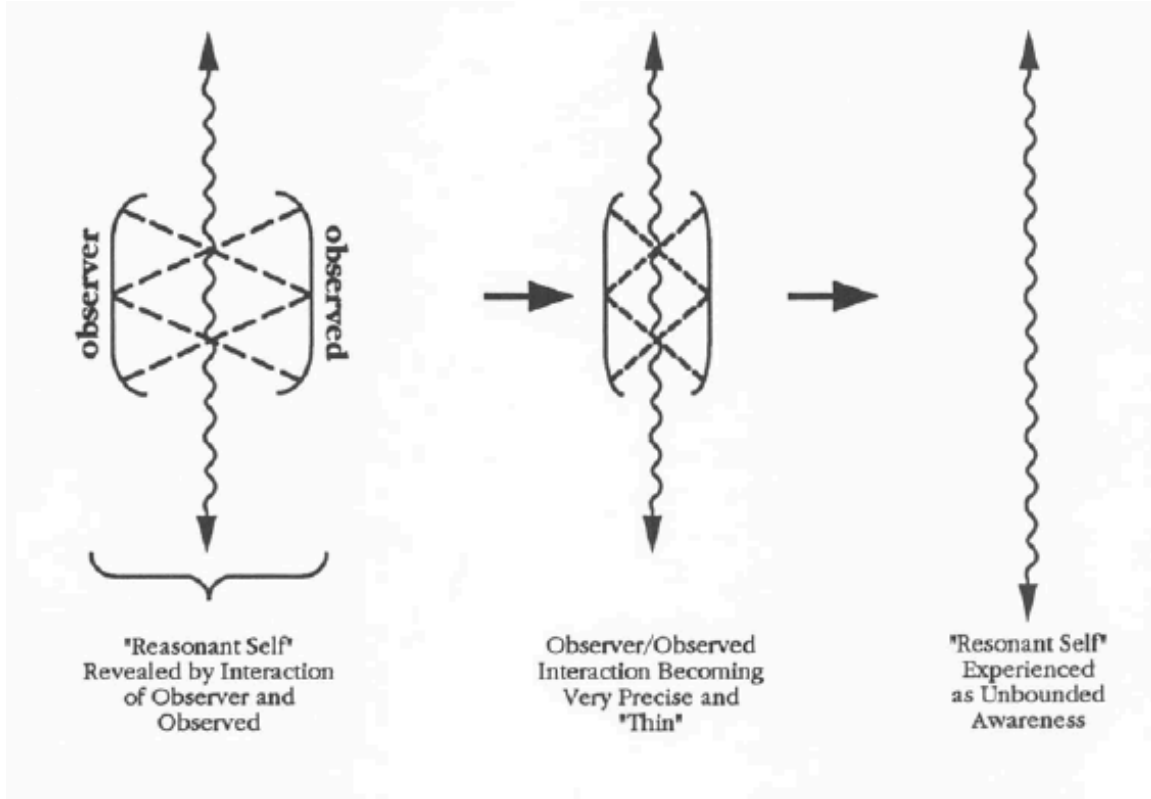 observer
observed
"Reasonant Self"
Revealed by Interaction
of Observer and
Observed
Observer/Observed
Interaction Becoming
Very Precise and
"Thin"
"Resonant Self"
Experienced
as Unbounded
Awareness